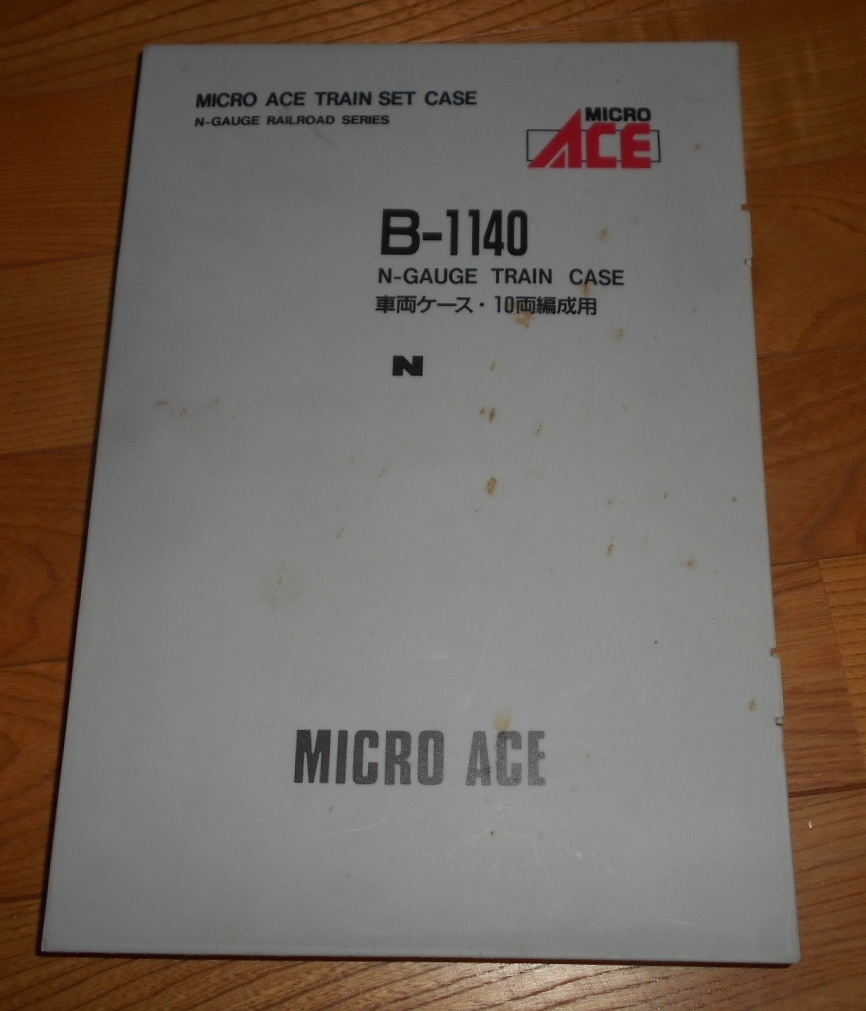 MICRO ACE TRAIN SET CASE
N-GAUGE RAILROAD SERIES
MICRO
ACE
B-1140
N-GAUGE TRAIN CASE
車両ケース・10両編成用
N
MICRO ACE